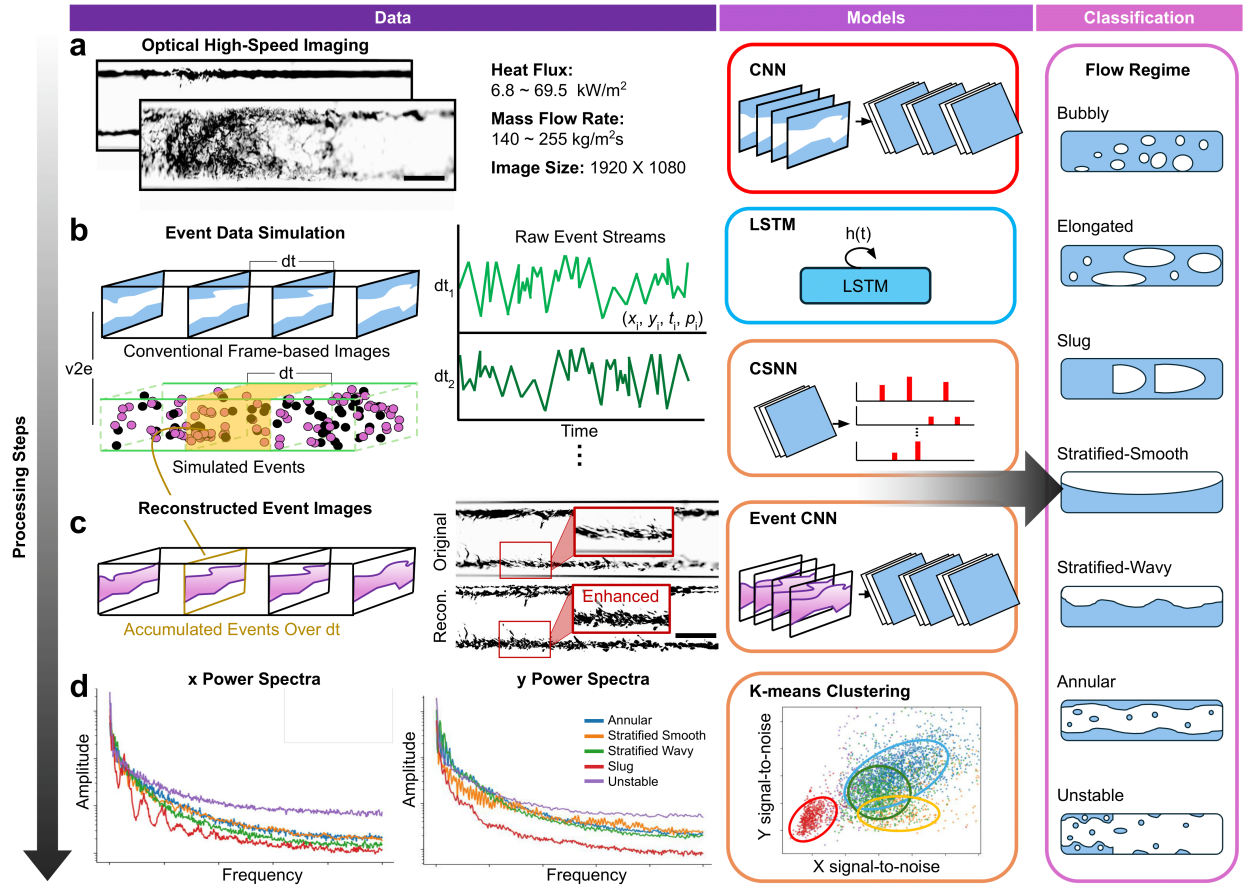 Data
Models
Classification
Processing Steps
a
Optical High-Speed Imaging
Heat Flux:
6.8 ~ 69.5 kW/m²
Mass Flow Rate:
140 ~ 255 kg/m²s
Image Size: 1920 X 1080
b
Event Data Simulation
dt
Conventional Frame-based Images
v2e
dt
Simulated Events
Raw Event Streams
dt₁
(xᵢ, yᵢ, tᵢ, pᵢ)
dt₂
Time
⋮
c
Reconstructed Event Images
Accumulated Events Over dt
Original
Recon.
Enhanced
d
x Power Spectra
Amplitude
Frequency
y Power Spectra
Amplitude
Annular
Stratified Smooth
Stratified Wavy
Slug
Unstable
Frequency
CNN
LSTM
h(t)
LSTM
CSNN
⋮
Event CNN
K-means Clustering
Y signal-to-noise
X signal-to-noise
Flow Regime
Bubbly
Elongated
Slug
Stratified-Smooth
Stratified-Wavy
Annular
Unstable